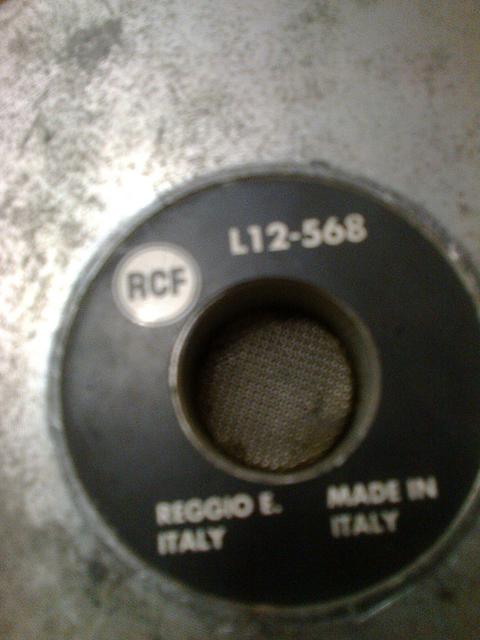 L12-568
RCF
REGGIO E.
ITALY
MADE IN
ITALY